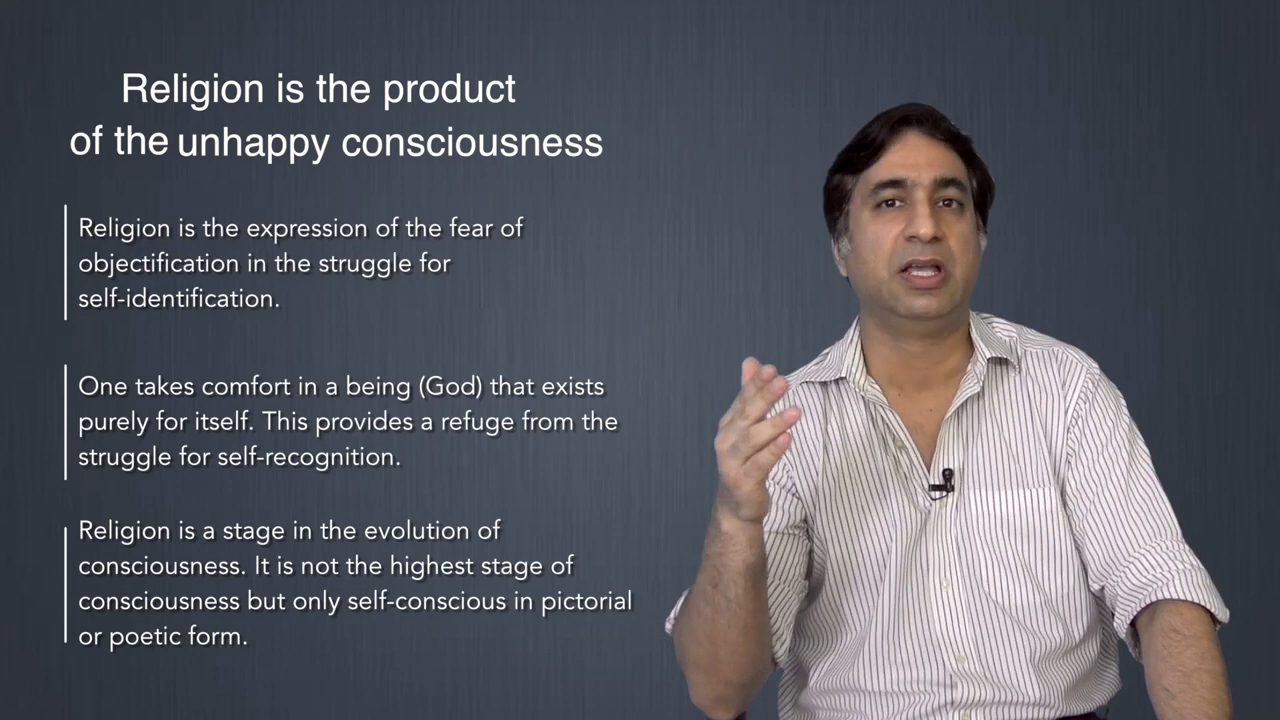 Religion is the product
of the unhappy consciousness
Religion is the expression of the fear of
objectification in the struggle for
self-identification.
One takes comfort in a being (God) that exists
purely for itself. This provides a refuge from the
struggle for self-recognition.
Religion is a stage in the evolution of
consciousness. It is not the highest stage of
consciousness but only self-conscious in pictorial
or poetic form.